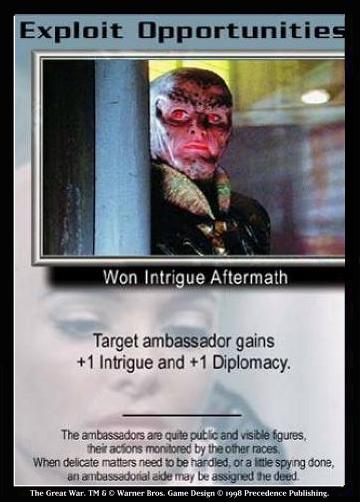 Exploit Opportunities
Won Intrigue Aftermath
Target ambassador gains
+1 Intrigue and +1 Diplomacy.
The ambassadors are quite public and visible figures,
their actions monitored by the other races.
When delicate matters need to be handled, or a little spying done,
an ambassadorial aide may be assigned the deed.
The Great War. TM & © Warner Bros. Game Design © 1998 Precedence Publishing.